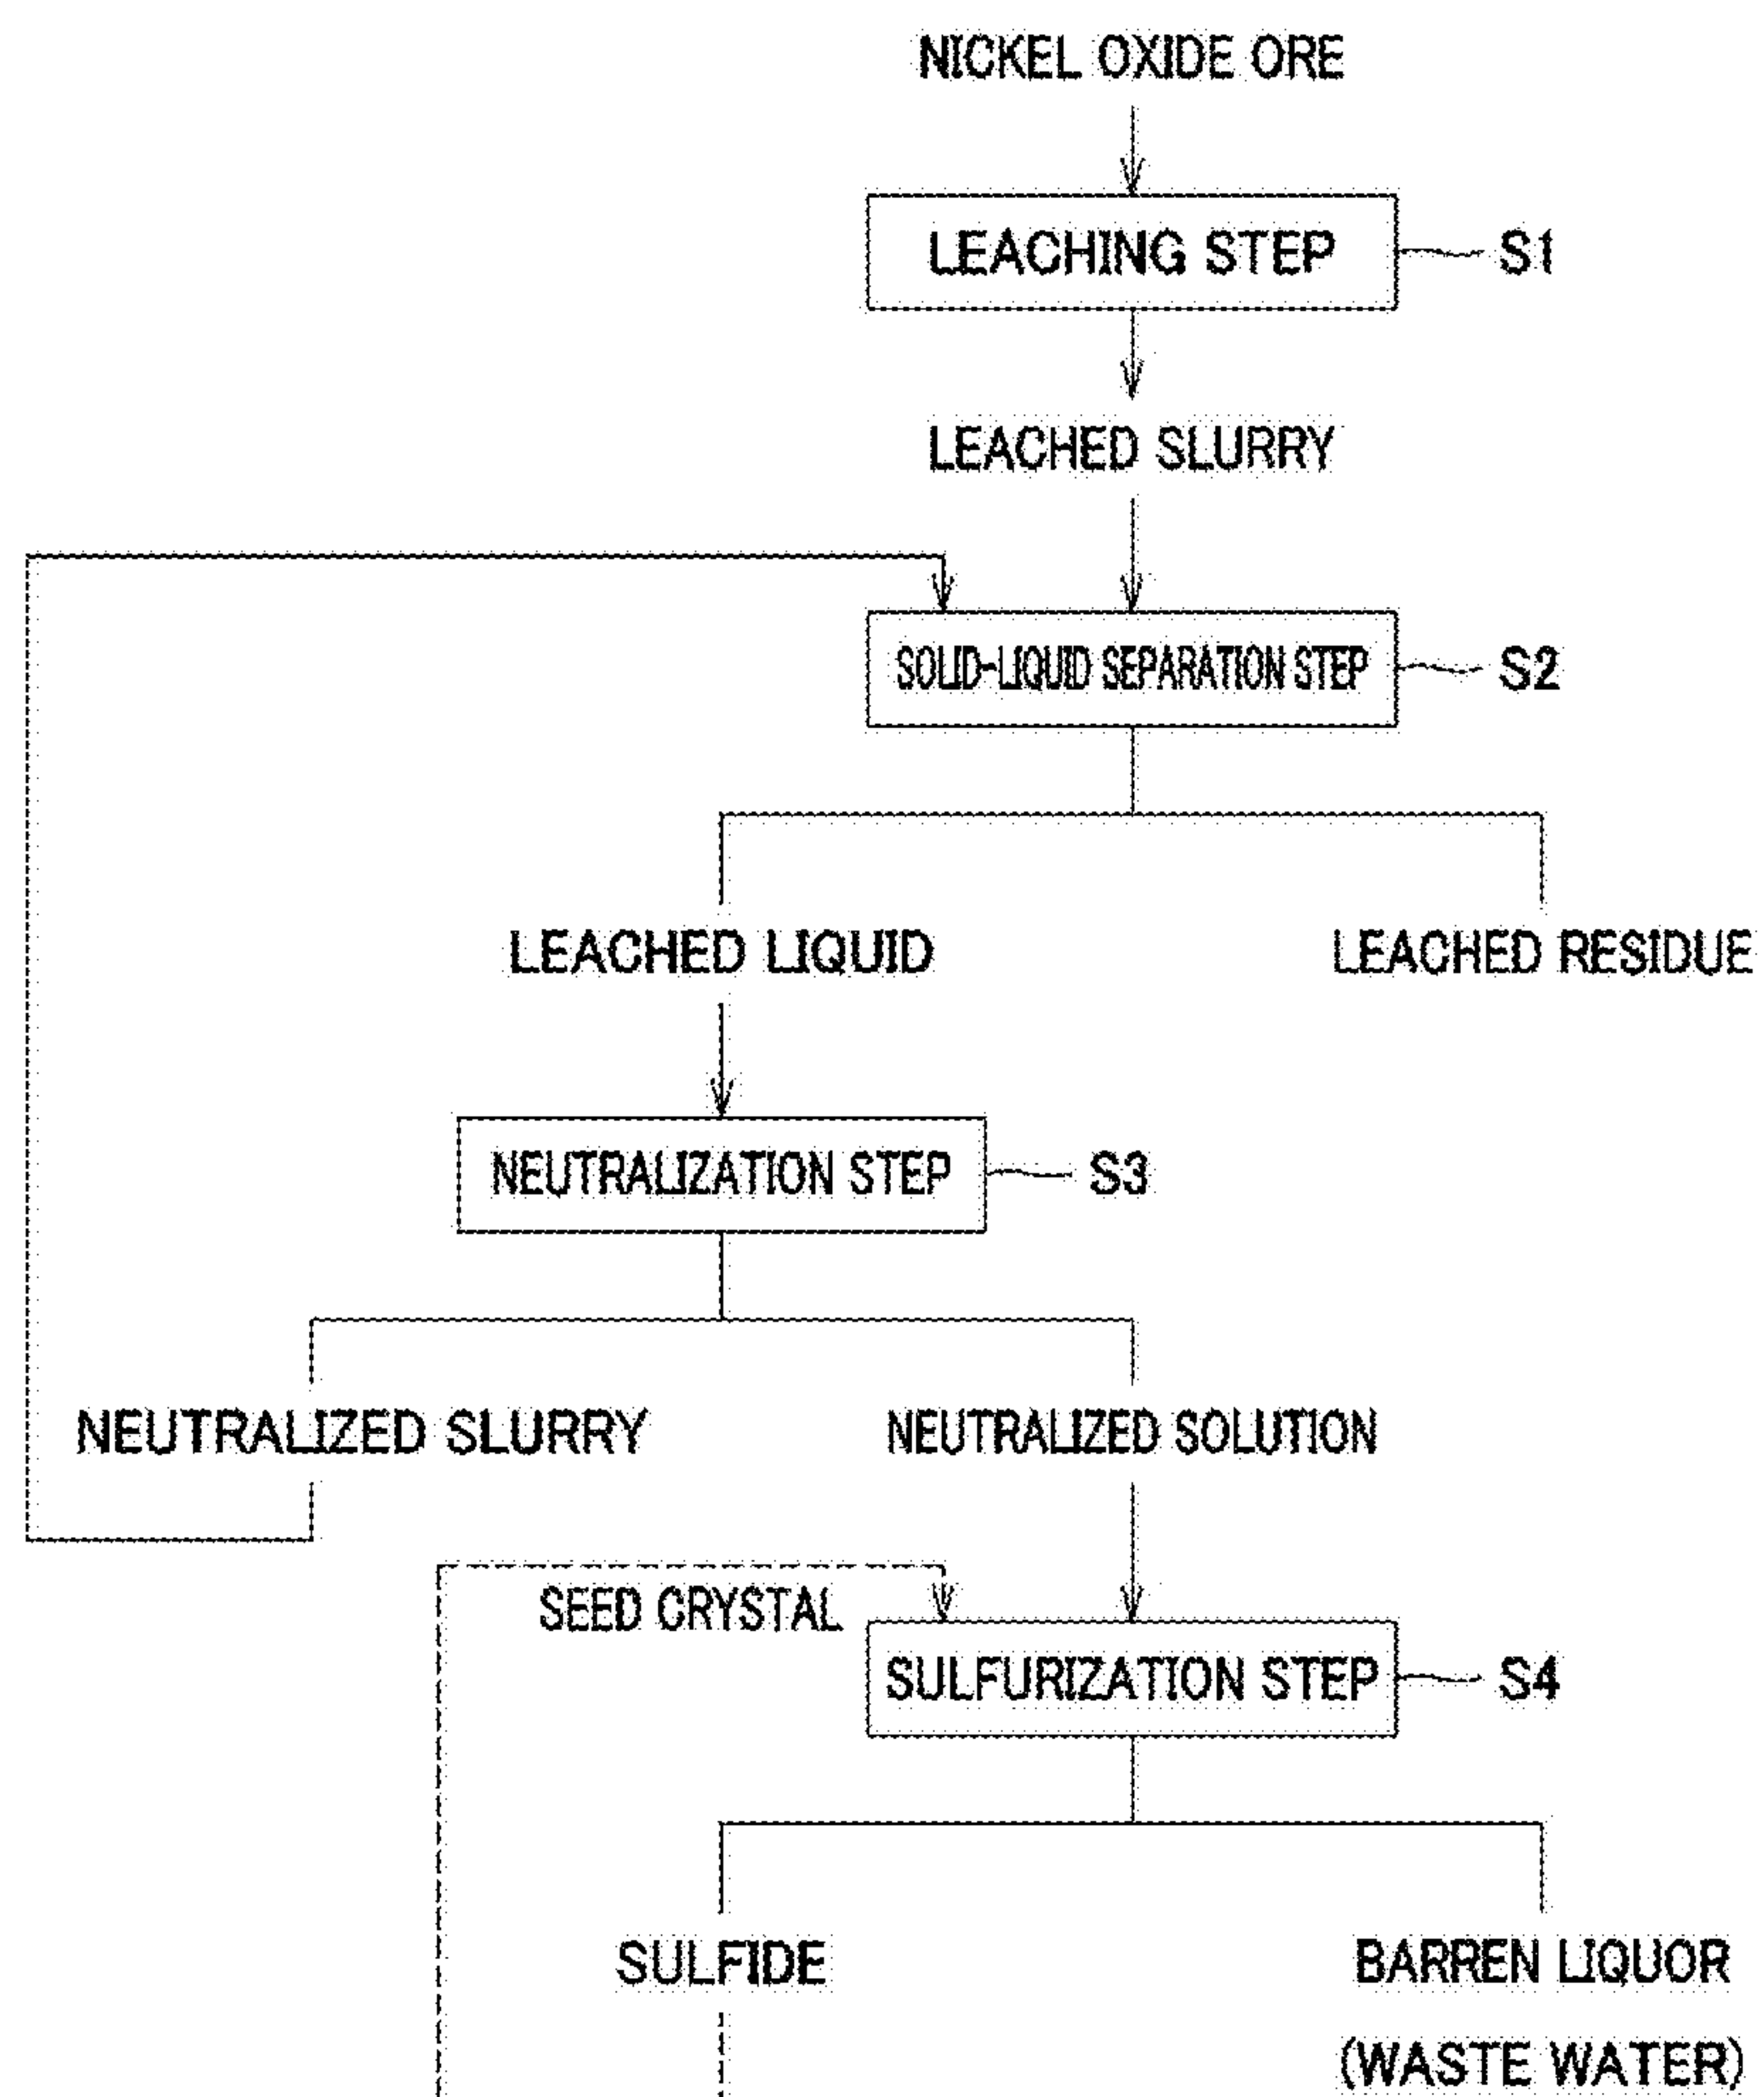 NICKEL OXIDE ORE
LEACHING STEP
S1
LEACHED SLURRY
SOLID-LIQUID SEPARATION STEP
S2
LEACHED LIQUID
LEACHED RESIDUE
NEUTRALIZATION STEP
S3
NEUTRALIZED SLURRY
NEUTRALIZED SOLUTION
SEED CRYSTAL
SULFURIZATION STEP
S4
SULFIDE
BARREN LIQUOR
(WASTE WATER)